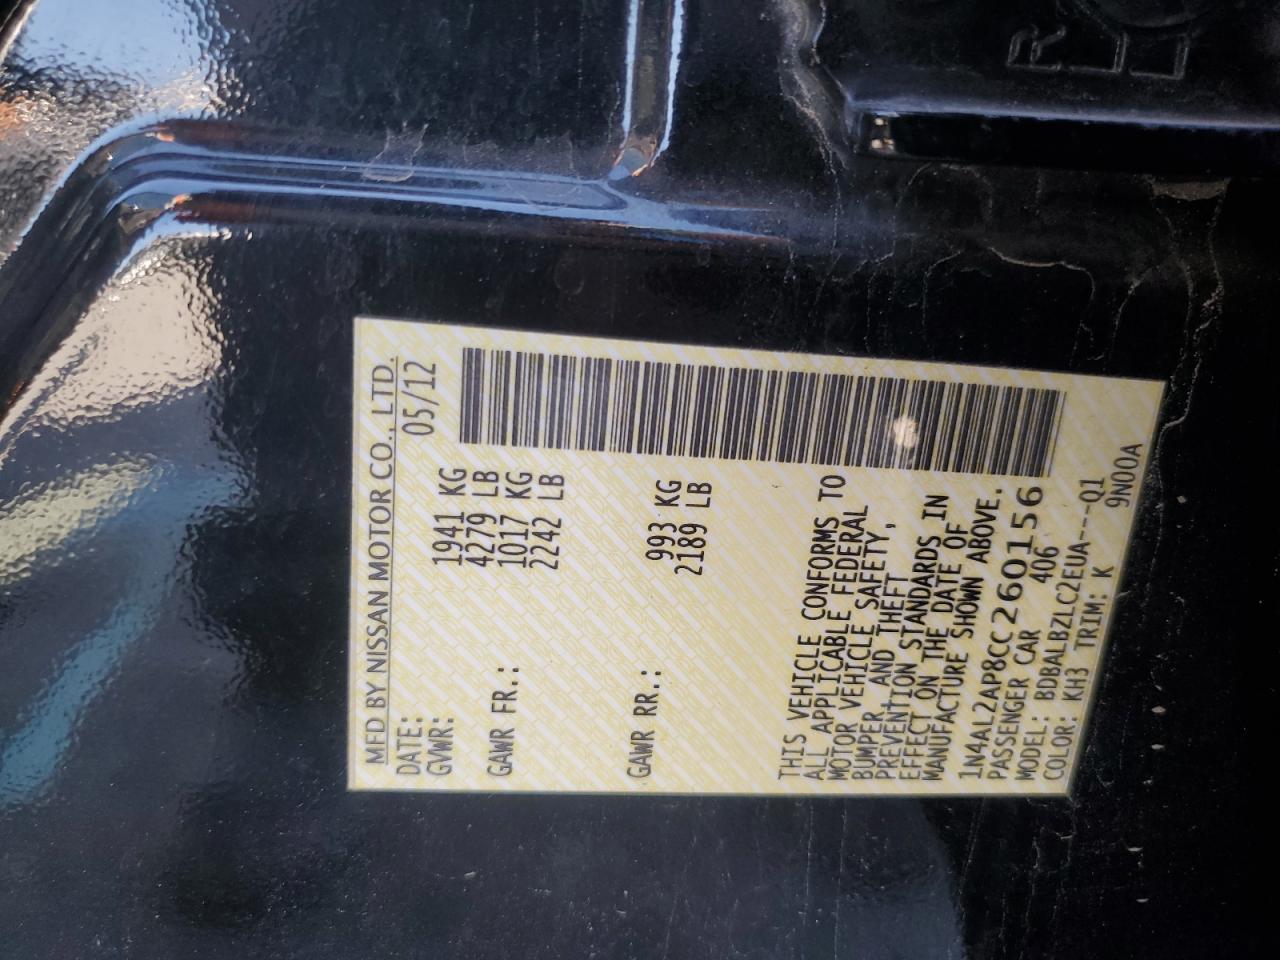 MFD BY NISSAN MOTOR CO., LTD.
DATE: 05/12
GVWR: 1941 KG
4279 LB
GAWR FR.: 1017 KG
2242 LB
GAWR RR.: 993 KG
2189 LB
THIS VEHICLE CONFORMS TO
ALL APPLICABLE FEDERAL
MOTOR VEHICLE SAFETY,
BUMPER, AND THEFT
PREVENTION STANDARDS IN
EFFECT ON THE DATE OF
MANUFACTURE SHOWN ABOVE.
1N4AL2AP8CC260156
PASSENGER CAR 406
MODEL: BDBALBZLC2EUA---Q1
COLOR: KH3 TRIM: K 9N00A